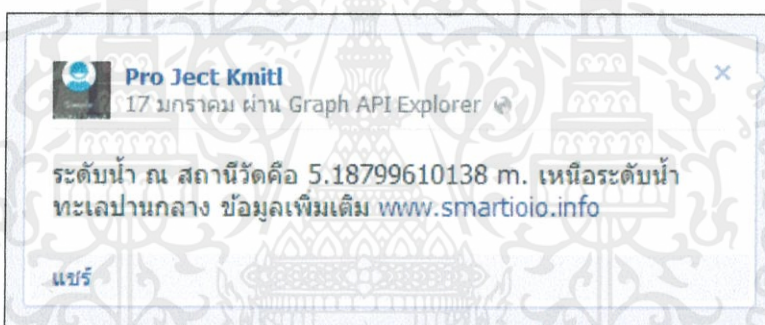 Pro Ject Kmitl
17 มกราคม ผ่าน Graph API Explorer
ระดับน้ำ ณ สถานีวัดคือ 5.18799610138 m. เหนือระดับน้ำ
ทะเลปานกลาง ข้อมูลเพิ่มเติม www.smartioio.info
แชร์